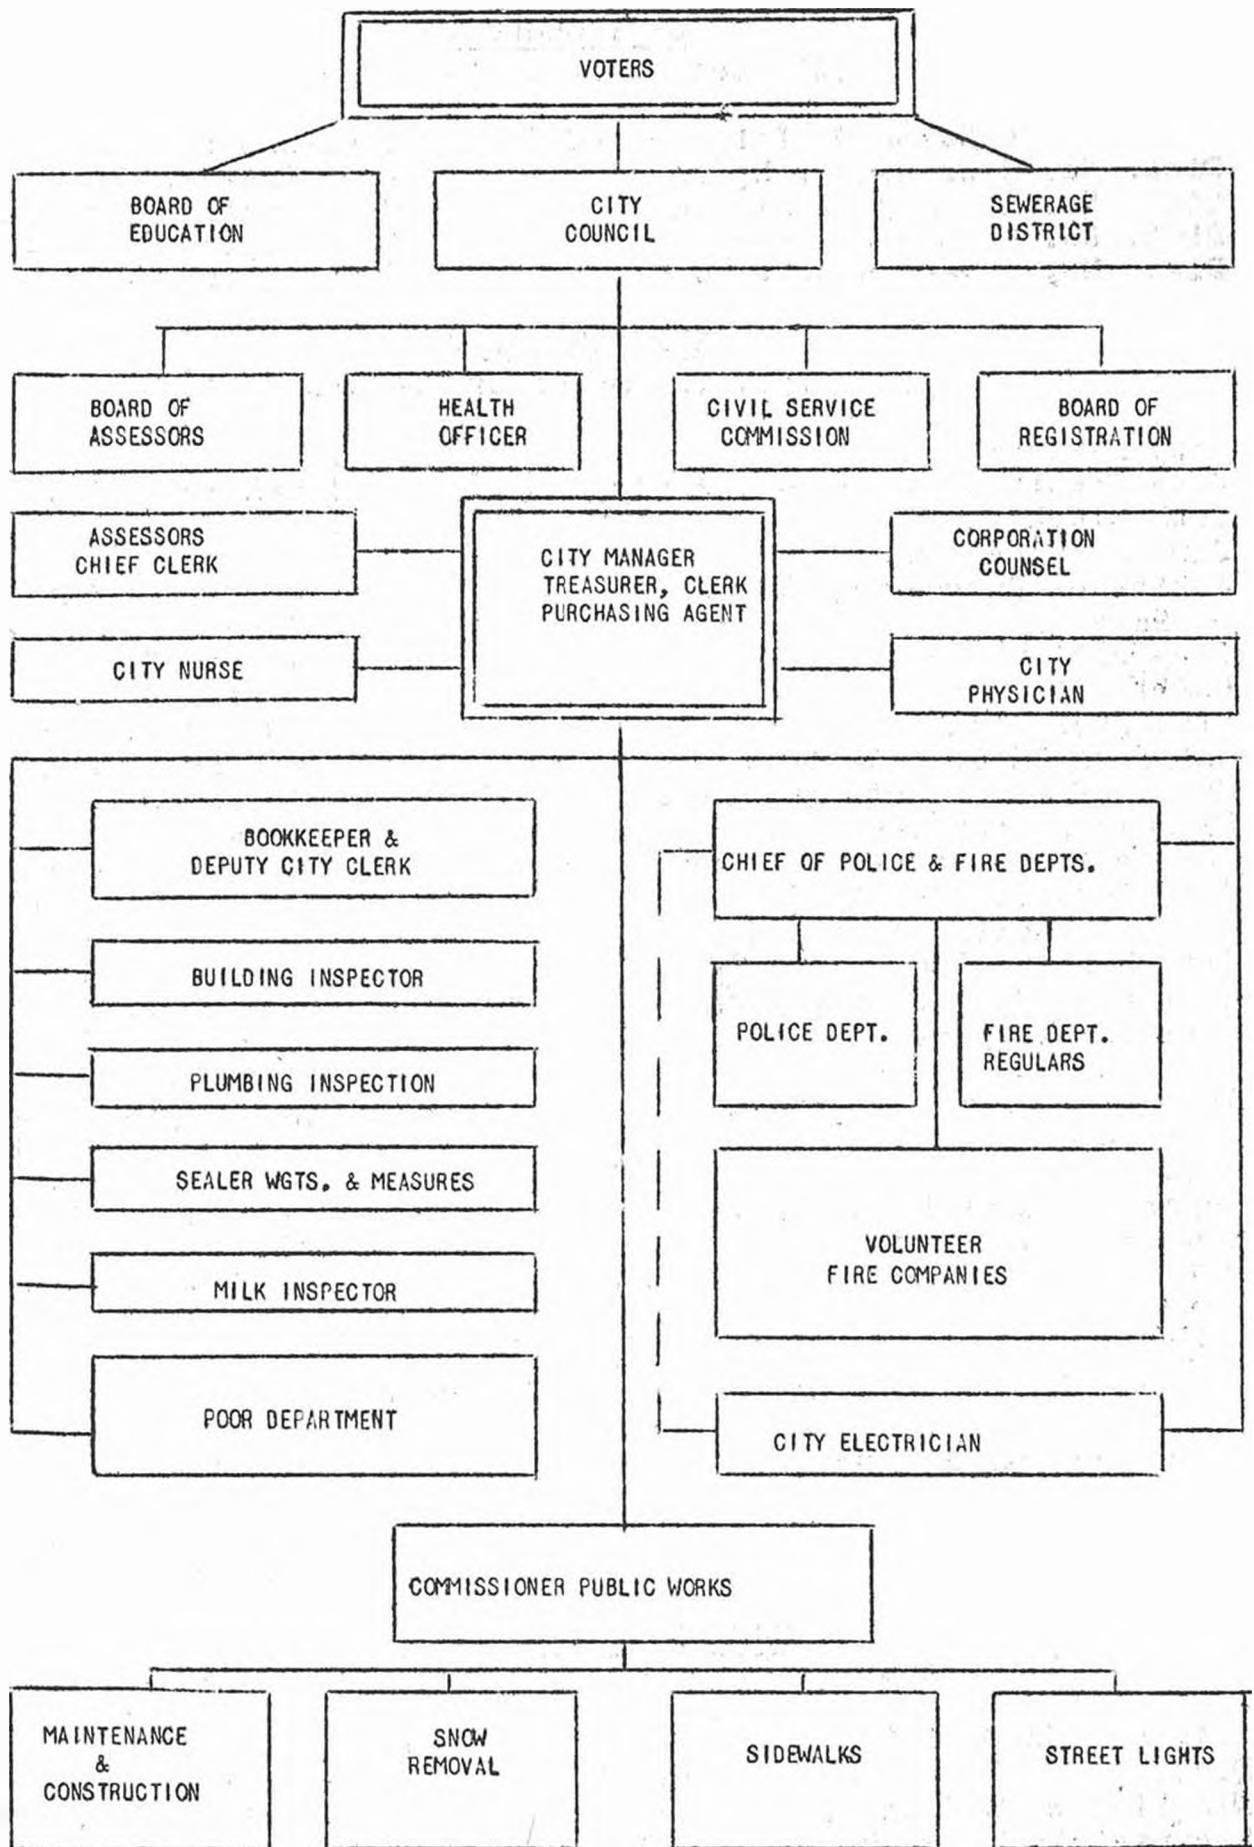 VOTERS
BOARD OF
EDUCATION
CITY
COUNCIL
SEWERAGE
DISTRICT
BOARD OF
ASSESSORS
HEALTH
OFFICER
CIVIL SERVICE
COMMISSION
BOARD OF
REGISTRATION
ASSESSORS
CHIEF CLERK
CITY MANAGER
TREASURER, CLERK
PURCHASING AGENT
CORPORATION
COUNSEL
CITY NURSE
CITY
PHYSICIAN
BOOKKEEPER &
DEPUTY CITY CLERK
CHIEF OF POLICE & FIRE DEPTS.
BUILDING INSPECTOR
POLICE DEPT.
FIRE DEPT.
REGULARS
PLUMBING INSPECTION
SEALER WGTS. & MEASURES
VOLUNTEER
FIRE COMPANIES
MILK INSPECTOR
POOR DEPARTMENT
CITY ELECTRICIAN
COMMISSIONER PUBLIC WORKS
MAINTENANCE
&
CONSTRUCTION
SNOW
REMOVAL
SIDEWALKS
STREET LIGHTS